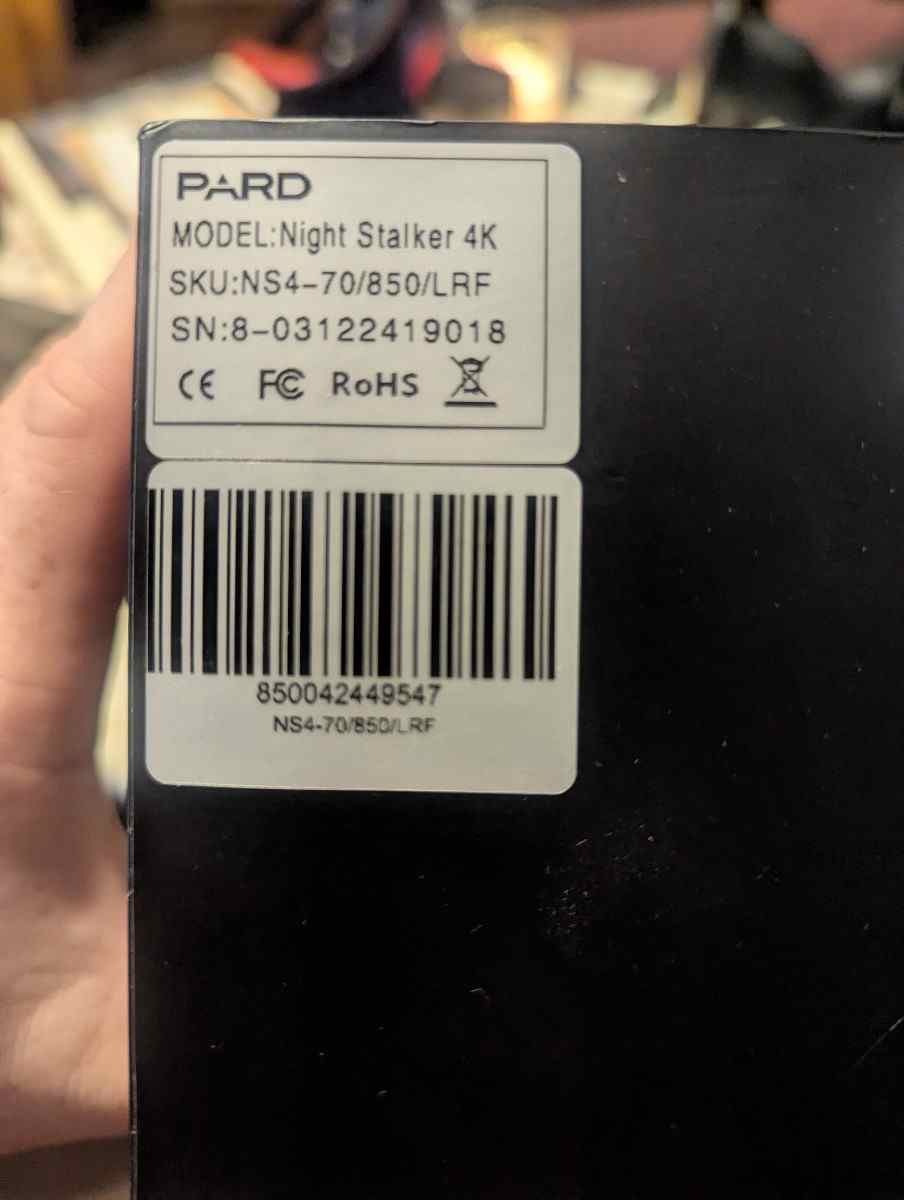 PARD
MODEL:Night Stalker 4K
SKU:NS4-70/850/LRF
SN:8-03122419018
CE FC RoHS
850042449547
NS4-70/850/LRF